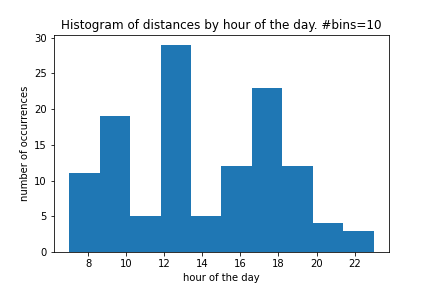 Histogram of distances by hour of the day. #bins=10
30
25
20
15
10
5
0
number of occurrences
8 10 12 14 16 18 20 22
hour of the day